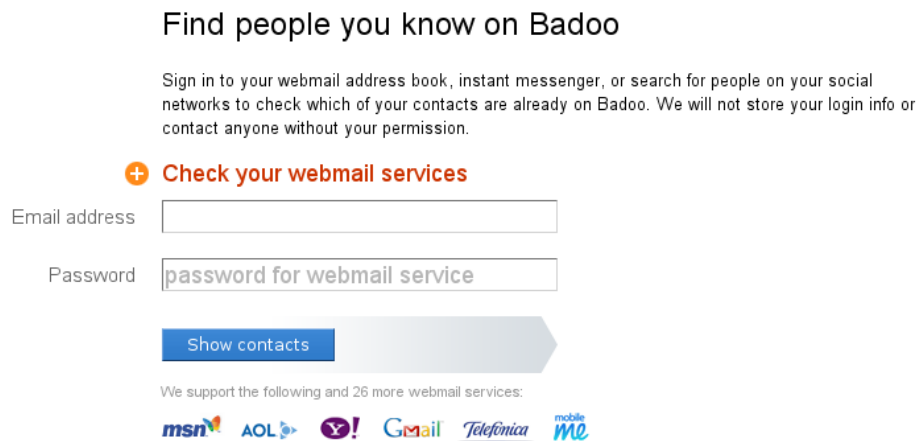 Find people you know on Badoo
Sign in to your webmail address book, instant messenger, or search for people on your social
networks to check which of your contacts are already on Badoo. We will not store your login info or
contact anyone without your permission.
Check your webmail services
Email address
Password password for webmail service
Show contacts
We support the following and 26 more webmail services:
msn AOL Y! Gmail Telefónica mobile me